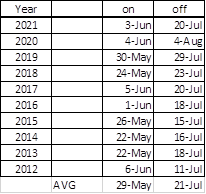 Year on off
2021 3-Jun 20-Jul
2020 4-Jun 4-Aug
2019 30-May 29-Jul
2018 24-May 23-Jul
2017 5-Jun 20-Jul
2016 1-Jun 18-Jul
2015 26-May 15-Jul
2014 22-May 16-Jul
2013 22-May 18-Jul
2012 6-Jun 11-Jul
AVG 29-May 21-Jul